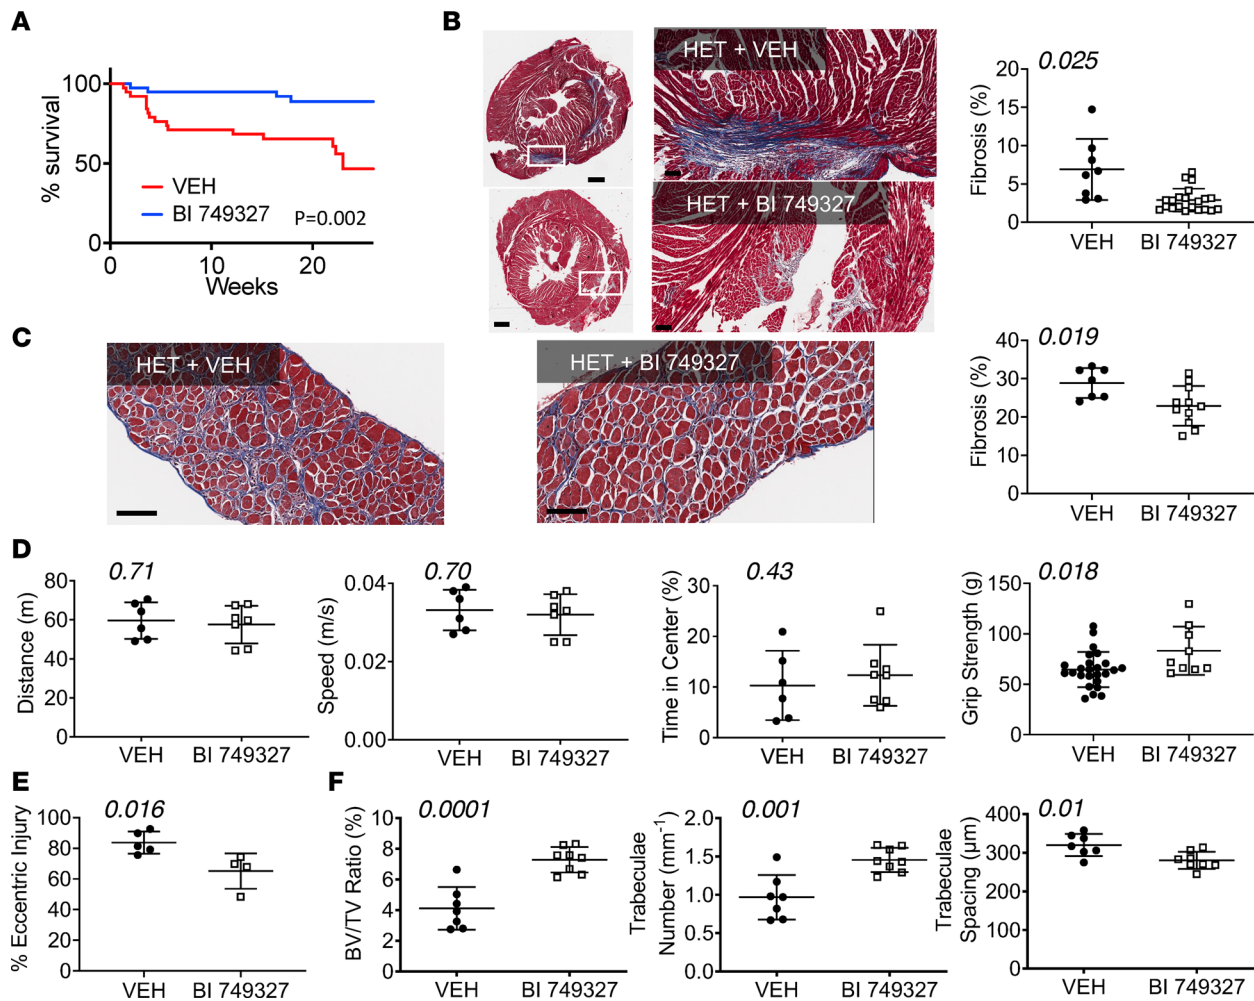 A
% survival
100
50
0
VEH
BI 749327
P=0.002
0
10
20
Weeks
B
HET + VEH
HET + BI 749327
0.025
Fibrosis (%)
20
15
10
5
0
VEH
BI 749327
C
HET + VEH
HET + BI 749327
0.019
Fibrosis (%)
40
30
20
10
0
VEH
BI 749327
D
0.71
Distance (m)
80
60
40
20
0
VEH
BI 749327
0.70
Speed (m/s)
0.04
0.02
0.00
VEH
BI 749327
0.43
Time in Center (%)
30
20
10
0
VEH
BI 749327
0.018
Grip Strength (g)
150
100
50
0
VEH
BI 749327
E
0.016
% Eccentric Injury
100
80
60
40
20
0
VEH
BI 749327
F
0.0001
BV/TV Ratio (%)
10
8
6
4
2
0
VEH
BI 749327
0.001
Trabeculae
Number (mm⁻¹)
2.0
1.5
1.0
0.5
0.0
VEH
BI 749327
0.01
Trabeculae
Spacing (µm)
400
300
200
100
0
VEH
BI 749327